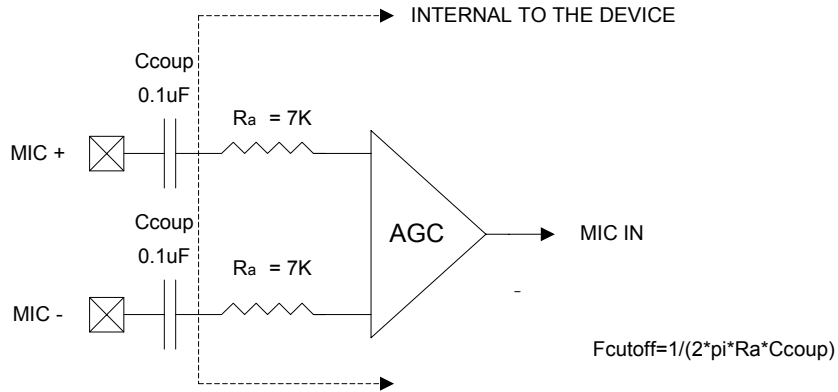 INTERNAL TO THE DEVICE
Ccoup
0.1uF
Ra = 7K
MIC +
Ccoup
0.1uF
AGC
MIC IN
Ra = 7K
MIC -
Fcutoff=1/(2*pi*Ra*Ccoup)